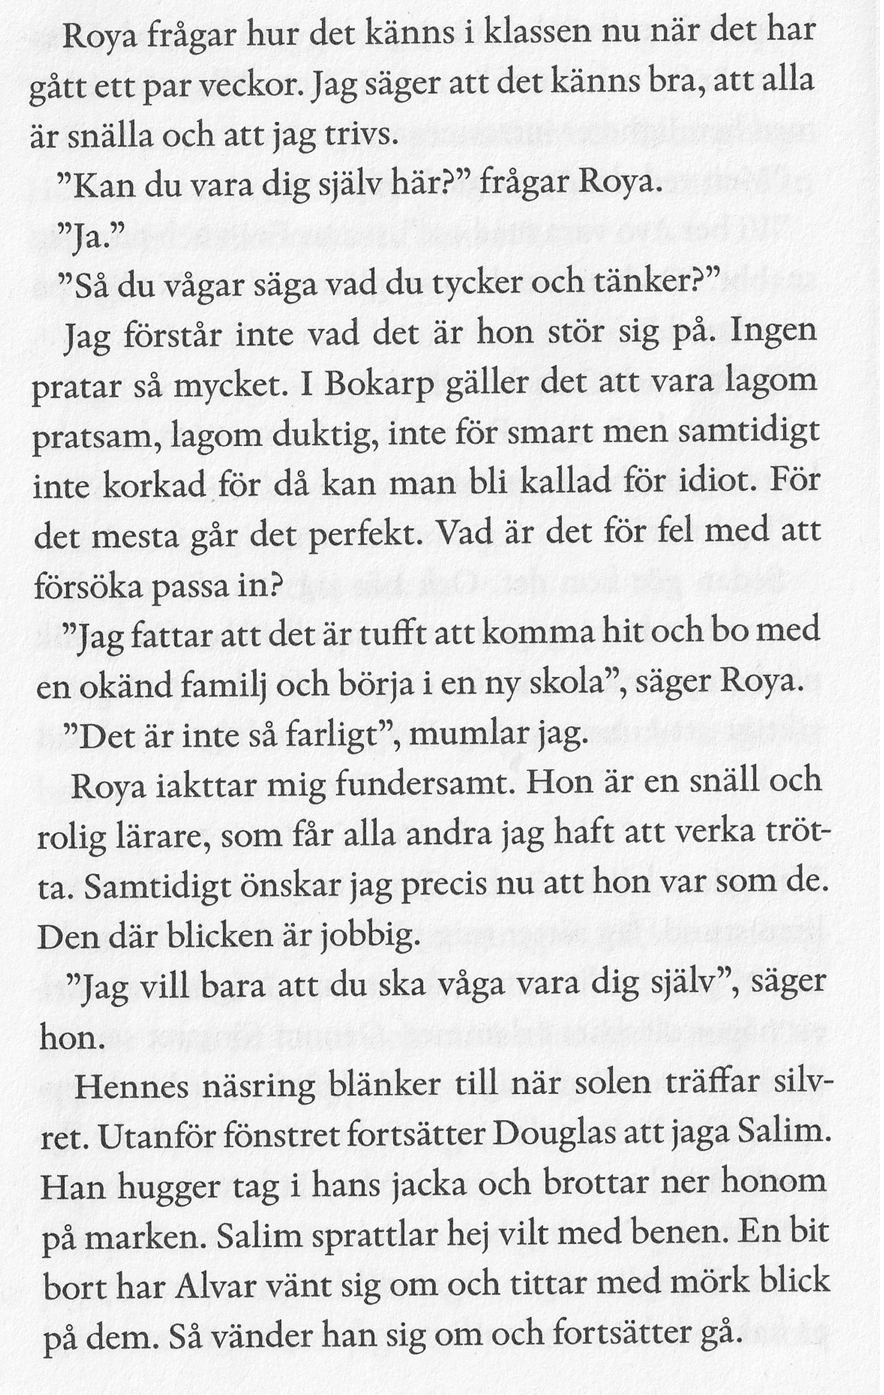 Roya frågar hur det känns i klassen nu när det har
gått ett par veckor. Jag säger att det känns bra, att alla
är snälla och att jag trivs.
”Kan du vara dig själv här?” frågar Roya.
”Ja.”
”Så du vågar säga vad du tycker och tänker?”
Jag förstår inte vad det är hon stör sig på. Ingen
pratar så mycket. I Bokarp gäller det att vara lagom
pratsam, lagom duktig, inte för smart men samtidigt
inte korkad för då kan man bli kallad för idiot. För
det mesta går det perfekt. Vad är det för fel med att
försöka passa in?
”Jag fattar att det är tufft att komma hit och bo med
en okänd familj och börja i en ny skola”, säger Roya.
”Det är inte så farligt”, mumlar jag.
Roya iakttar mig fundersamt. Hon är en snäll och
rolig lärare, som får alla andra jag haft att verka tröt-
ta. Samtidigt önskar jag precis nu att hon var som de.
Den där blicken är jobbig.
”Jag vill bara att du ska våga vara dig själv”, säger
hon.
Hennes näsring blänker till när solen träffar silv-
ret. Utanför fönstret fortsätter Douglas att jaga Salim.
Han hugger tag i hans jacka och brottar ner honom
på marken. Salim sprattlar hej vilt med benen. En bit
bort har Alvar vänt sig om och tittar med mörk blick
på dem. Så vänder han sig om och fortsätter gå.